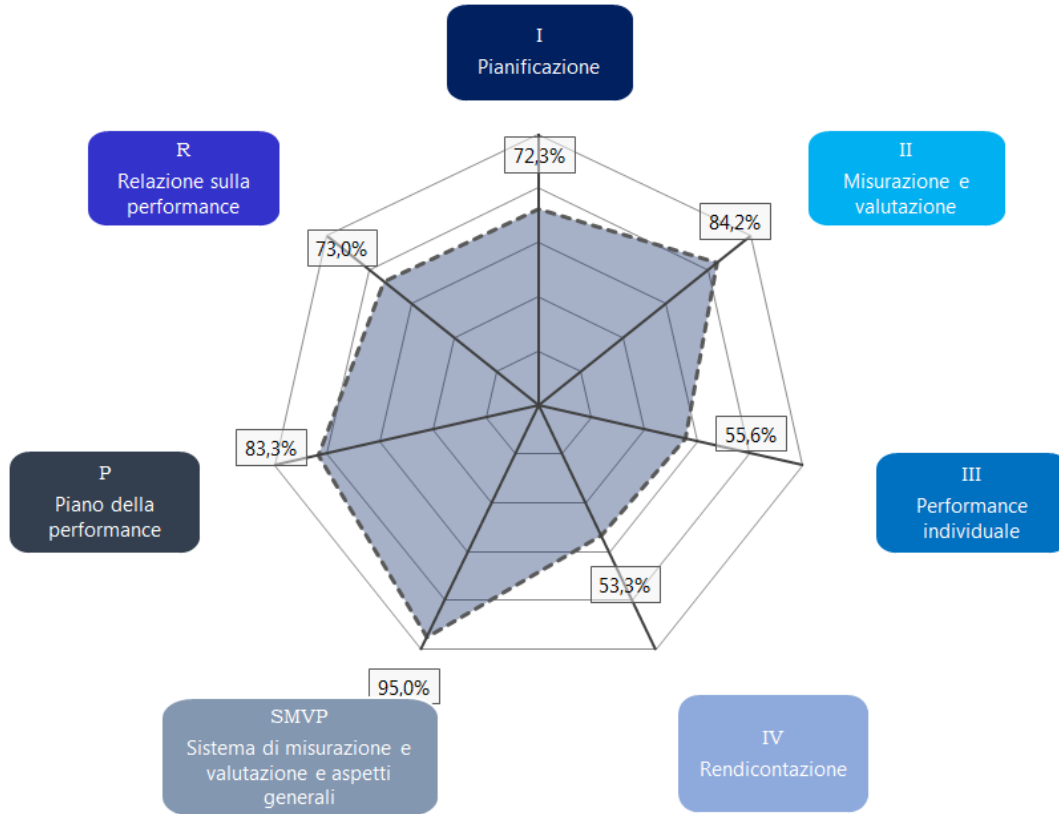 I
Pianificazione
R
Relazione sulla
performance
II
Misurazione e
valutazione
72,3%
84,2%
73,0%
55,6%
83,3%
P
Piano della
performance
III
Performance
individuale
53,3%
95,0%
SMVP
Sistema di misurazione e
valutazione e aspetti
generali
IV
Rendicontazione